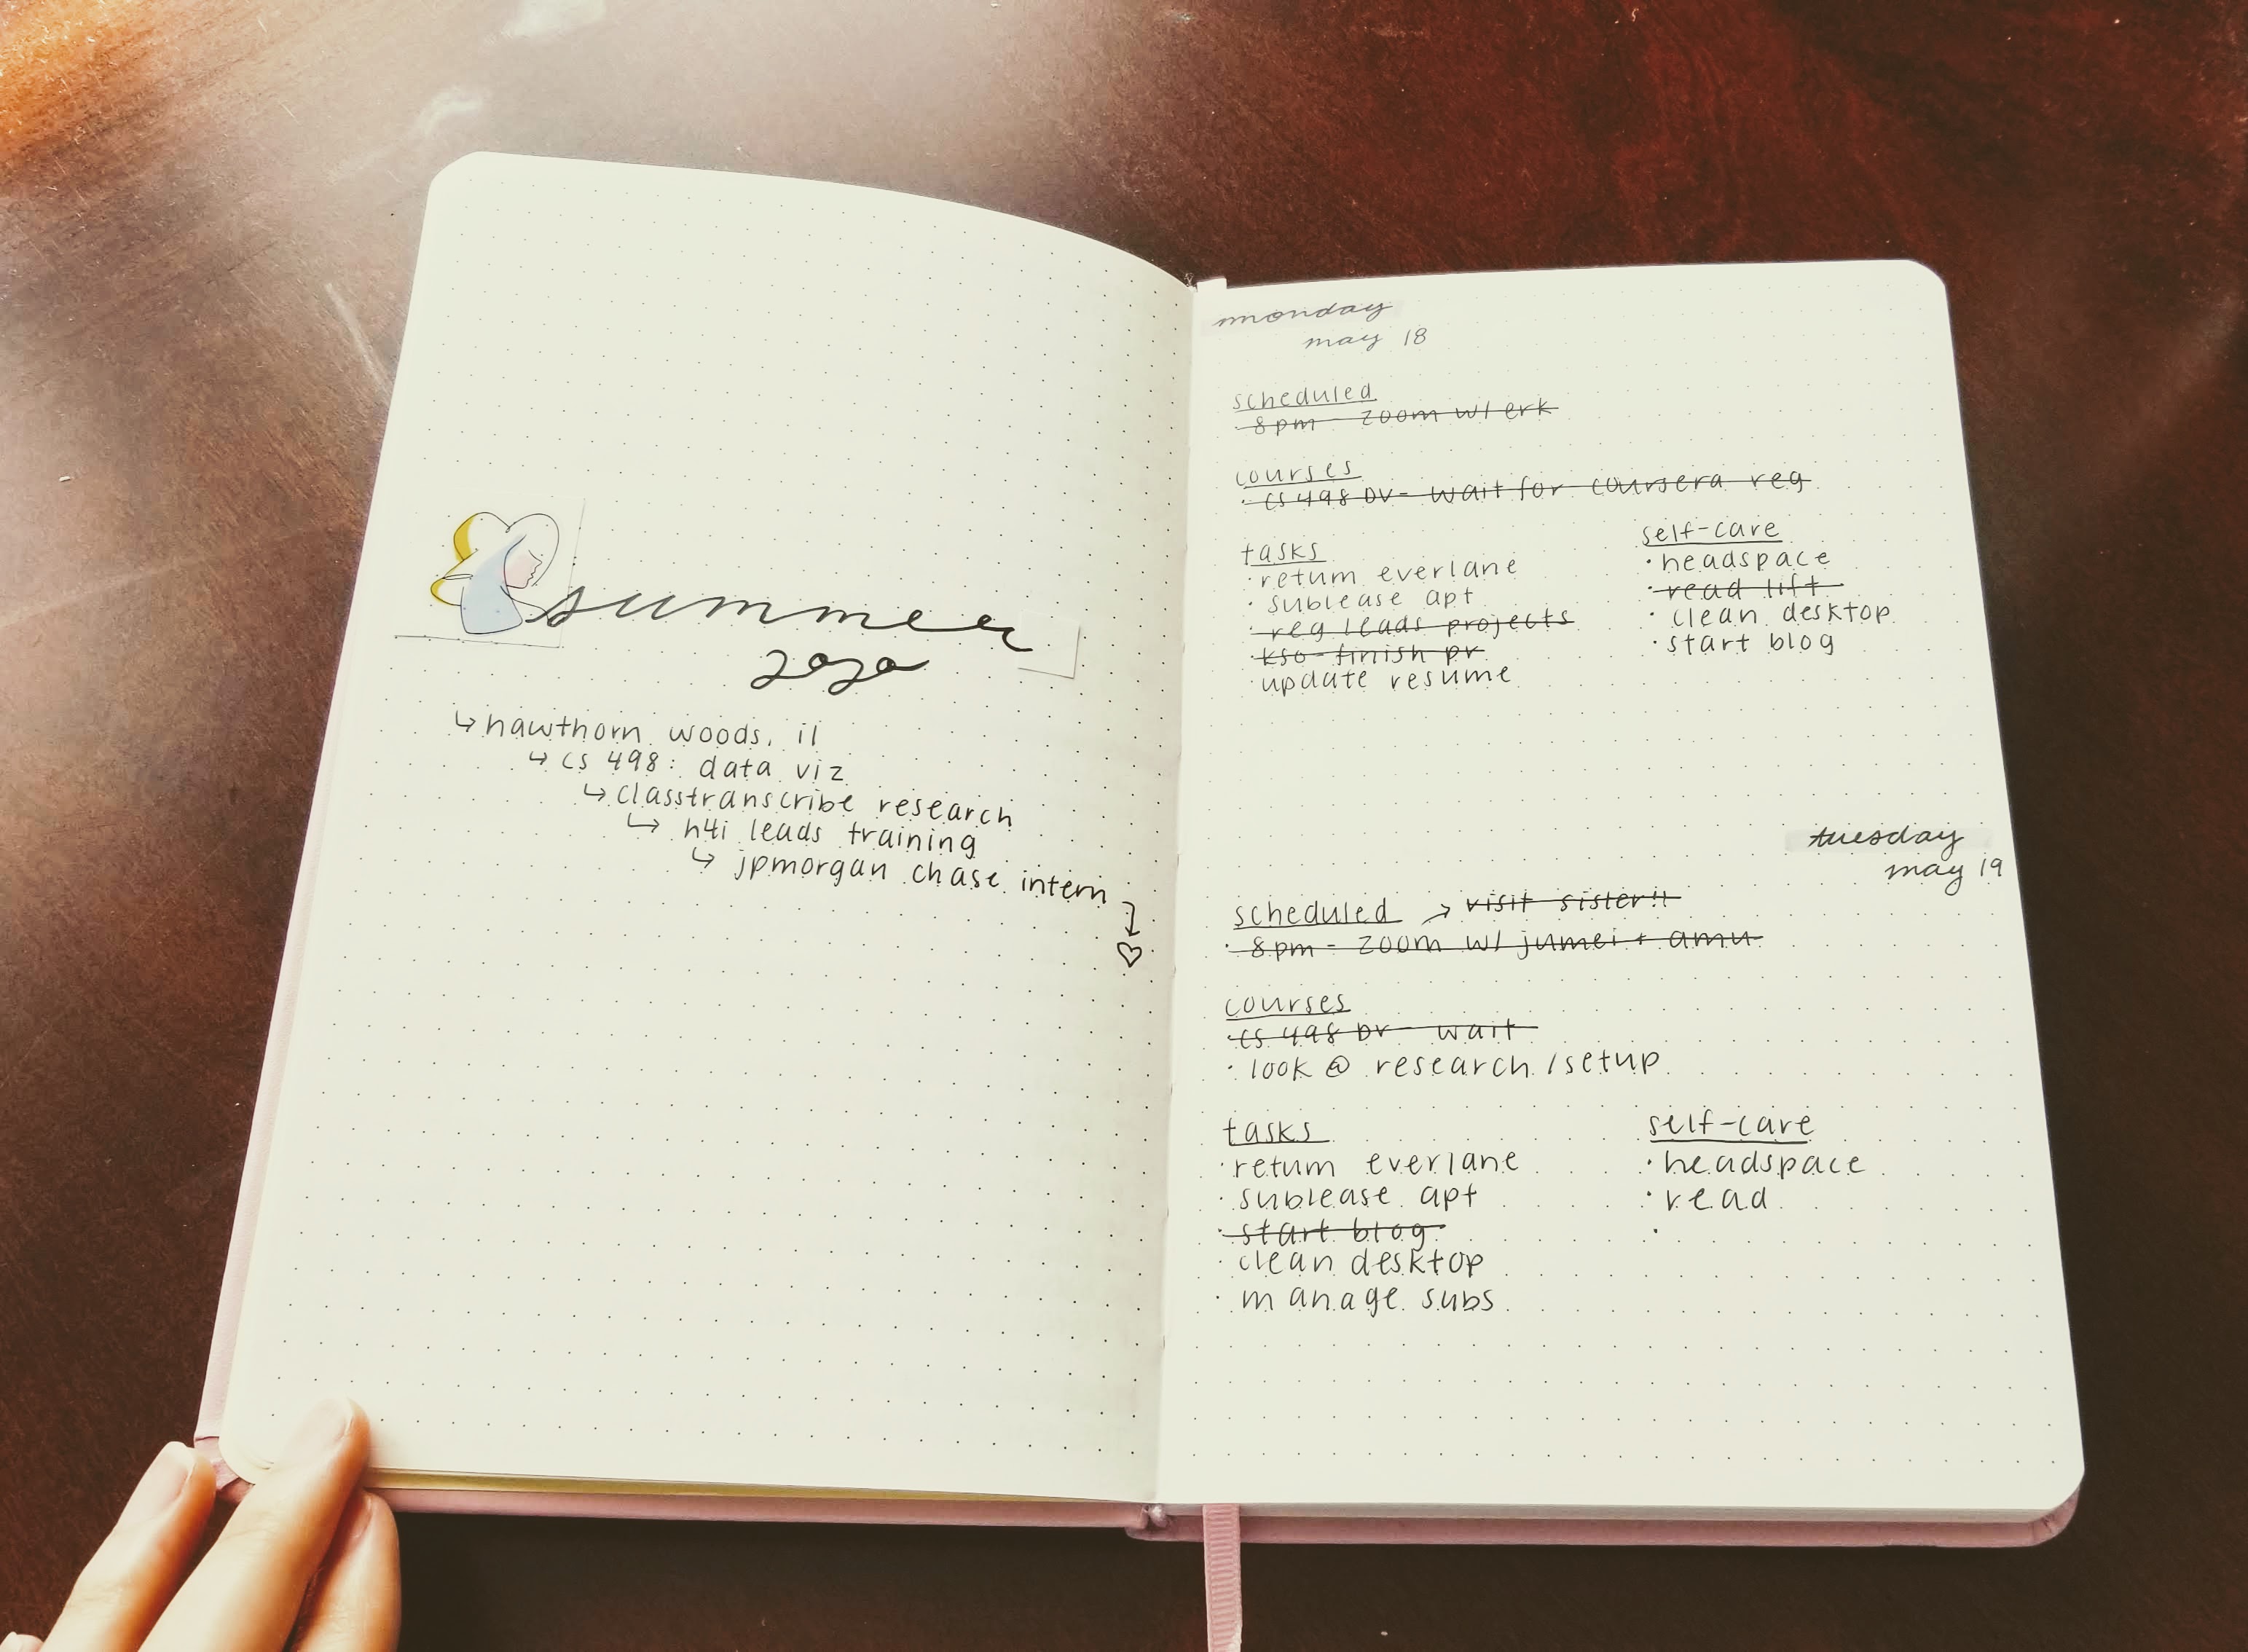 summer
2020
↳ hawthorn woods, il
↳ cs 498: data viz
↳ classtranscribe research
↳ h4i leads training
↳ jpmorgan chase intern
monday
may 18
scheduled
· 8pm - zoom w/ erk
courses
· cs 498 DV - wait for coursera reg
tasks
· return everlane
· sublease apt
· reg leads projects
· kso - finish pr
· update resume
self-care
· headspace
· read lift
· clean desktop
· start blog
tuesday
may 19
scheduled → visit sister!!
· 8pm - zoom w/ jumei + amu
courses
· cs 498 DV - wait
· look @ research/setup
tasks
· return everlane
· sublease apt
· start blog
· clean desktop
· manage subs
self-care
· headspace
· read
·